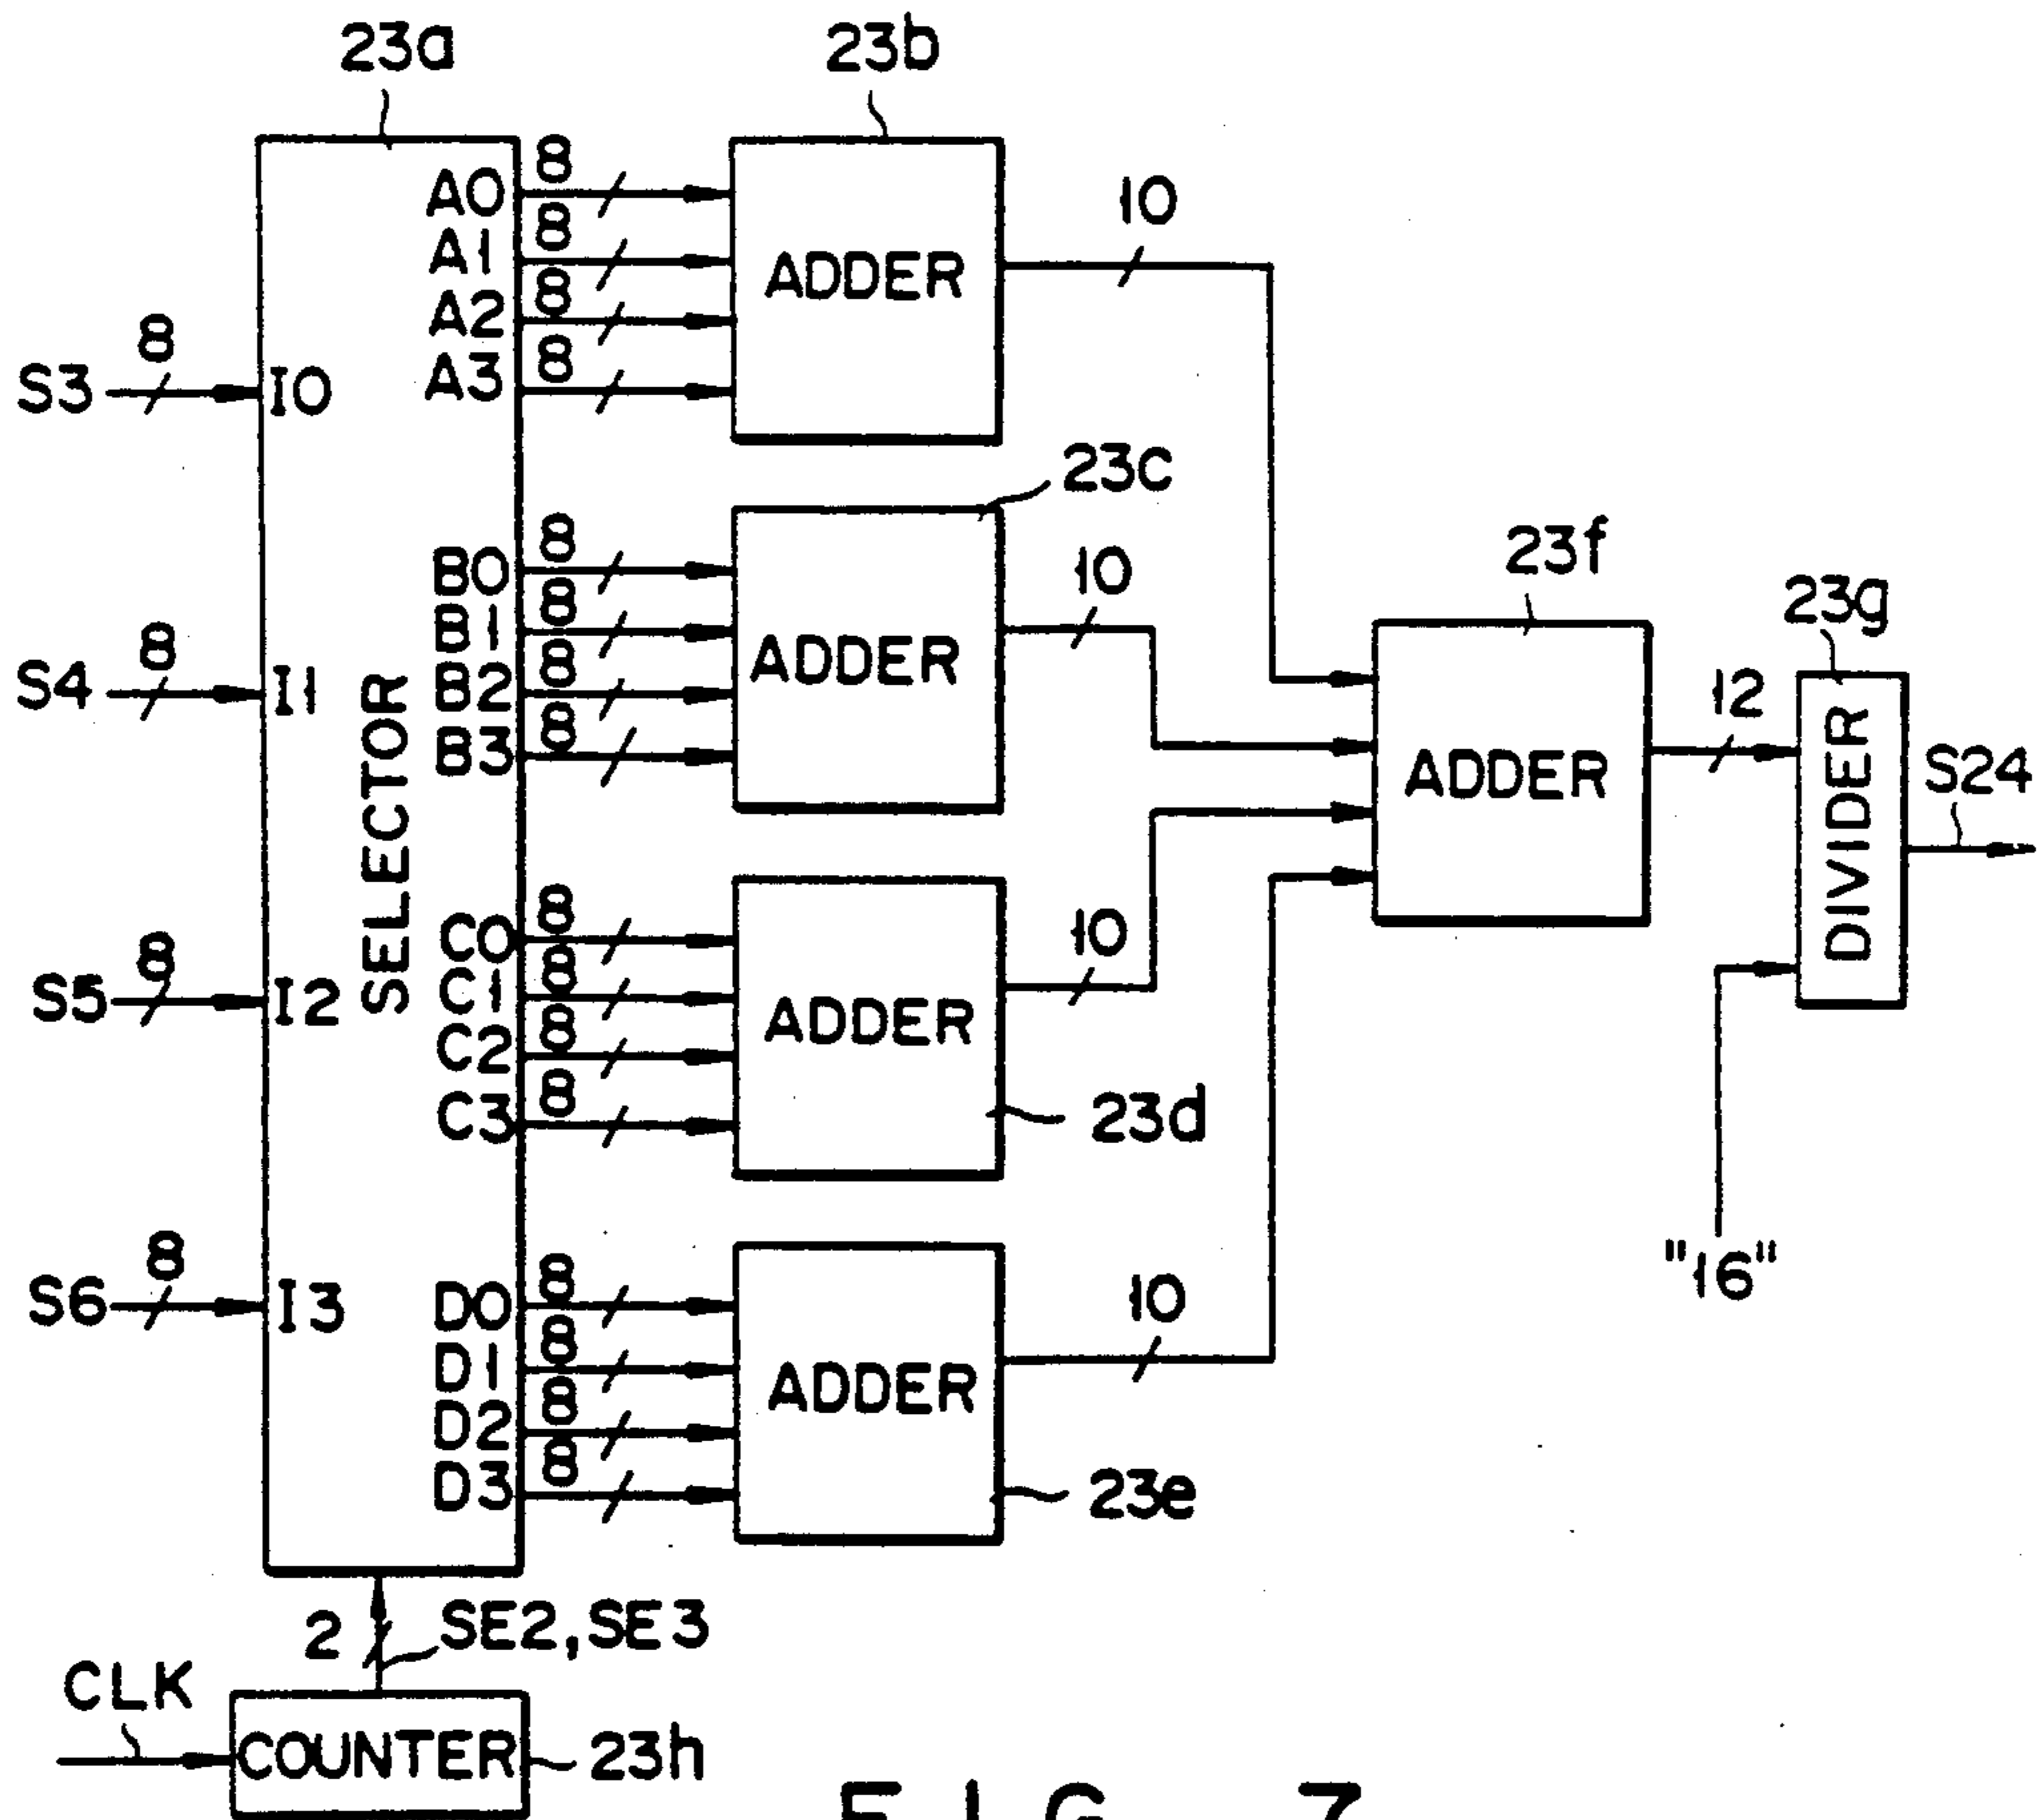 23a
23b
A0 8
A1 8
A2 8
A3 8
ADDER
10
S3 8 I0
23c
B0 8
B1 8
B2 8
B3 8
ADDER
10
S4 8 I1
SELECTOR
23f
ADDER
12
23g
DIVIDER
S24
"16"
C0 8
C1 8
C2 8
C3 8
ADDER
10
23d
S5 8 I2
D0 8
D1 8
D2 8
D3 8
ADDER
10
23e
S6 8 I3
2 SE2,SE3
CLK
COUNTER
23h
FIG. 7